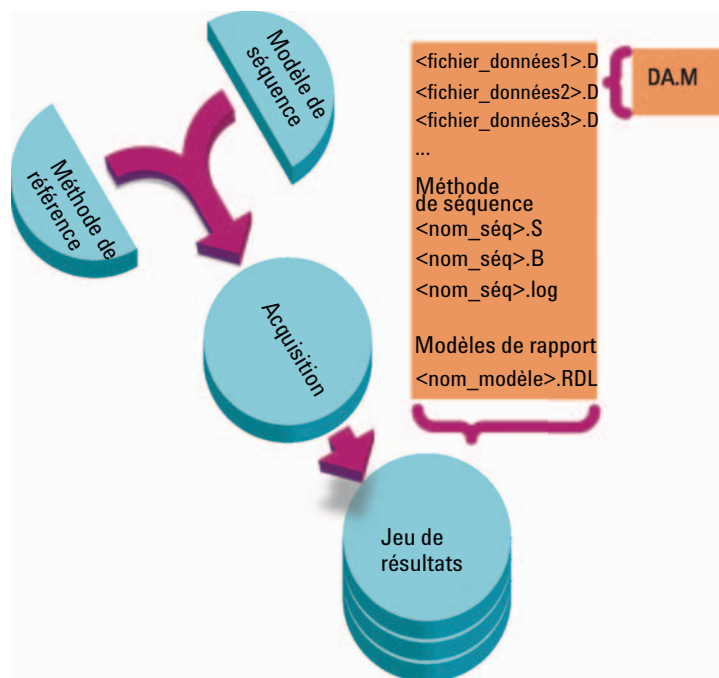 Modèle de
séquence
Méthode de
référence
Acquisition
Jeu de
résultats
<fichier_données1>.D
<fichier_données2>.D
<fichier_données3>.D
...
Méthode
de séquence
<nom_séq>.S
<nom_séq>.B
<nom_séq>.log
Modèles de rapport
<nom_modèle>.RDL
DA.M